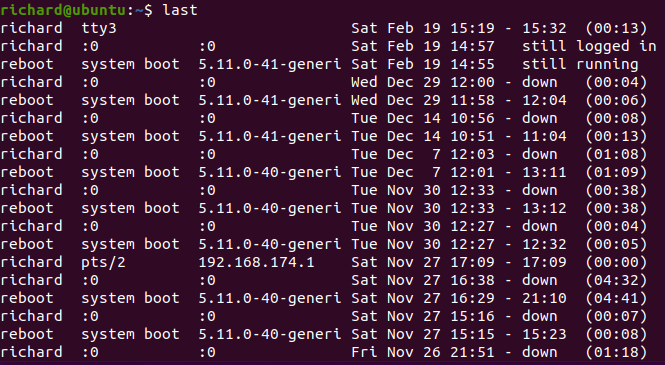 richard@ubuntu:~$ last
richard  tty3                          Sat Feb 19 15:19 - 15:32  (00:13)
richard  :0           :0               Sat Feb 19 14:57   still logged in
reboot   system boot  5.11.0-41-generi Sat Feb 19 14:55   still running
richard  :0           :0               Wed Dec 29 12:00 - down   (00:04)
reboot   system boot  5.11.0-41-generi Wed Dec 29 11:58 - 12:04  (00:06)
richard  :0           :0               Tue Dec 14 10:56 - down   (00:08)
reboot   system boot  5.11.0-41-generi Tue Dec 14 10:51 - 11:04  (00:13)
richard  :0           :0               Tue Dec  7 12:03 - down   (01:08)
reboot   system boot  5.11.0-40-generi Tue Dec  7 12:01 - 13:11  (01:09)
richard  :0           :0               Tue Nov 30 12:33 - down   (00:38)
reboot   system boot  5.11.0-40-generi Tue Nov 30 12:33 - 13:12  (00:38)
richard  :0           :0               Tue Nov 30 12:27 - down   (00:04)
reboot   system boot  5.11.0-40-generi Tue Nov 30 12:27 - 12:32  (00:05)
richard  pts/2        192.168.174.1    Sat Nov 27 17:09 - 17:09  (00:00)
richard  :0           :0               Sat Nov 27 16:38 - down   (04:32)
reboot   system boot  5.11.0-40-generi Sat Nov 27 16:29 - 21:10  (04:41)
richard  :0           :0               Sat Nov 27 15:16 - down   (00:07)
reboot   system boot  5.11.0-40-generi Sat Nov 27 15:15 - 15:23  (00:08)
richard  :0           :0               Fri Nov 26 21:51 - down   (01:18)